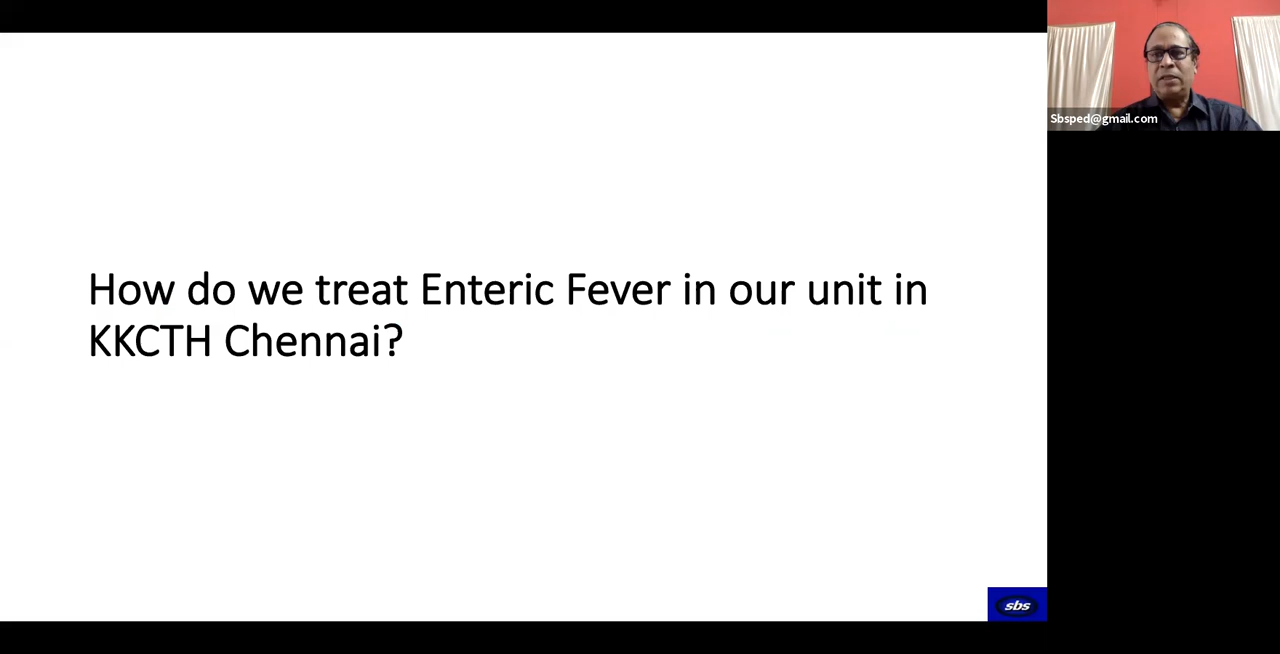 Sbsped@gmail.com
How do we treat Enteric Fever in our unit in
KKCTH Chennai?
sbs